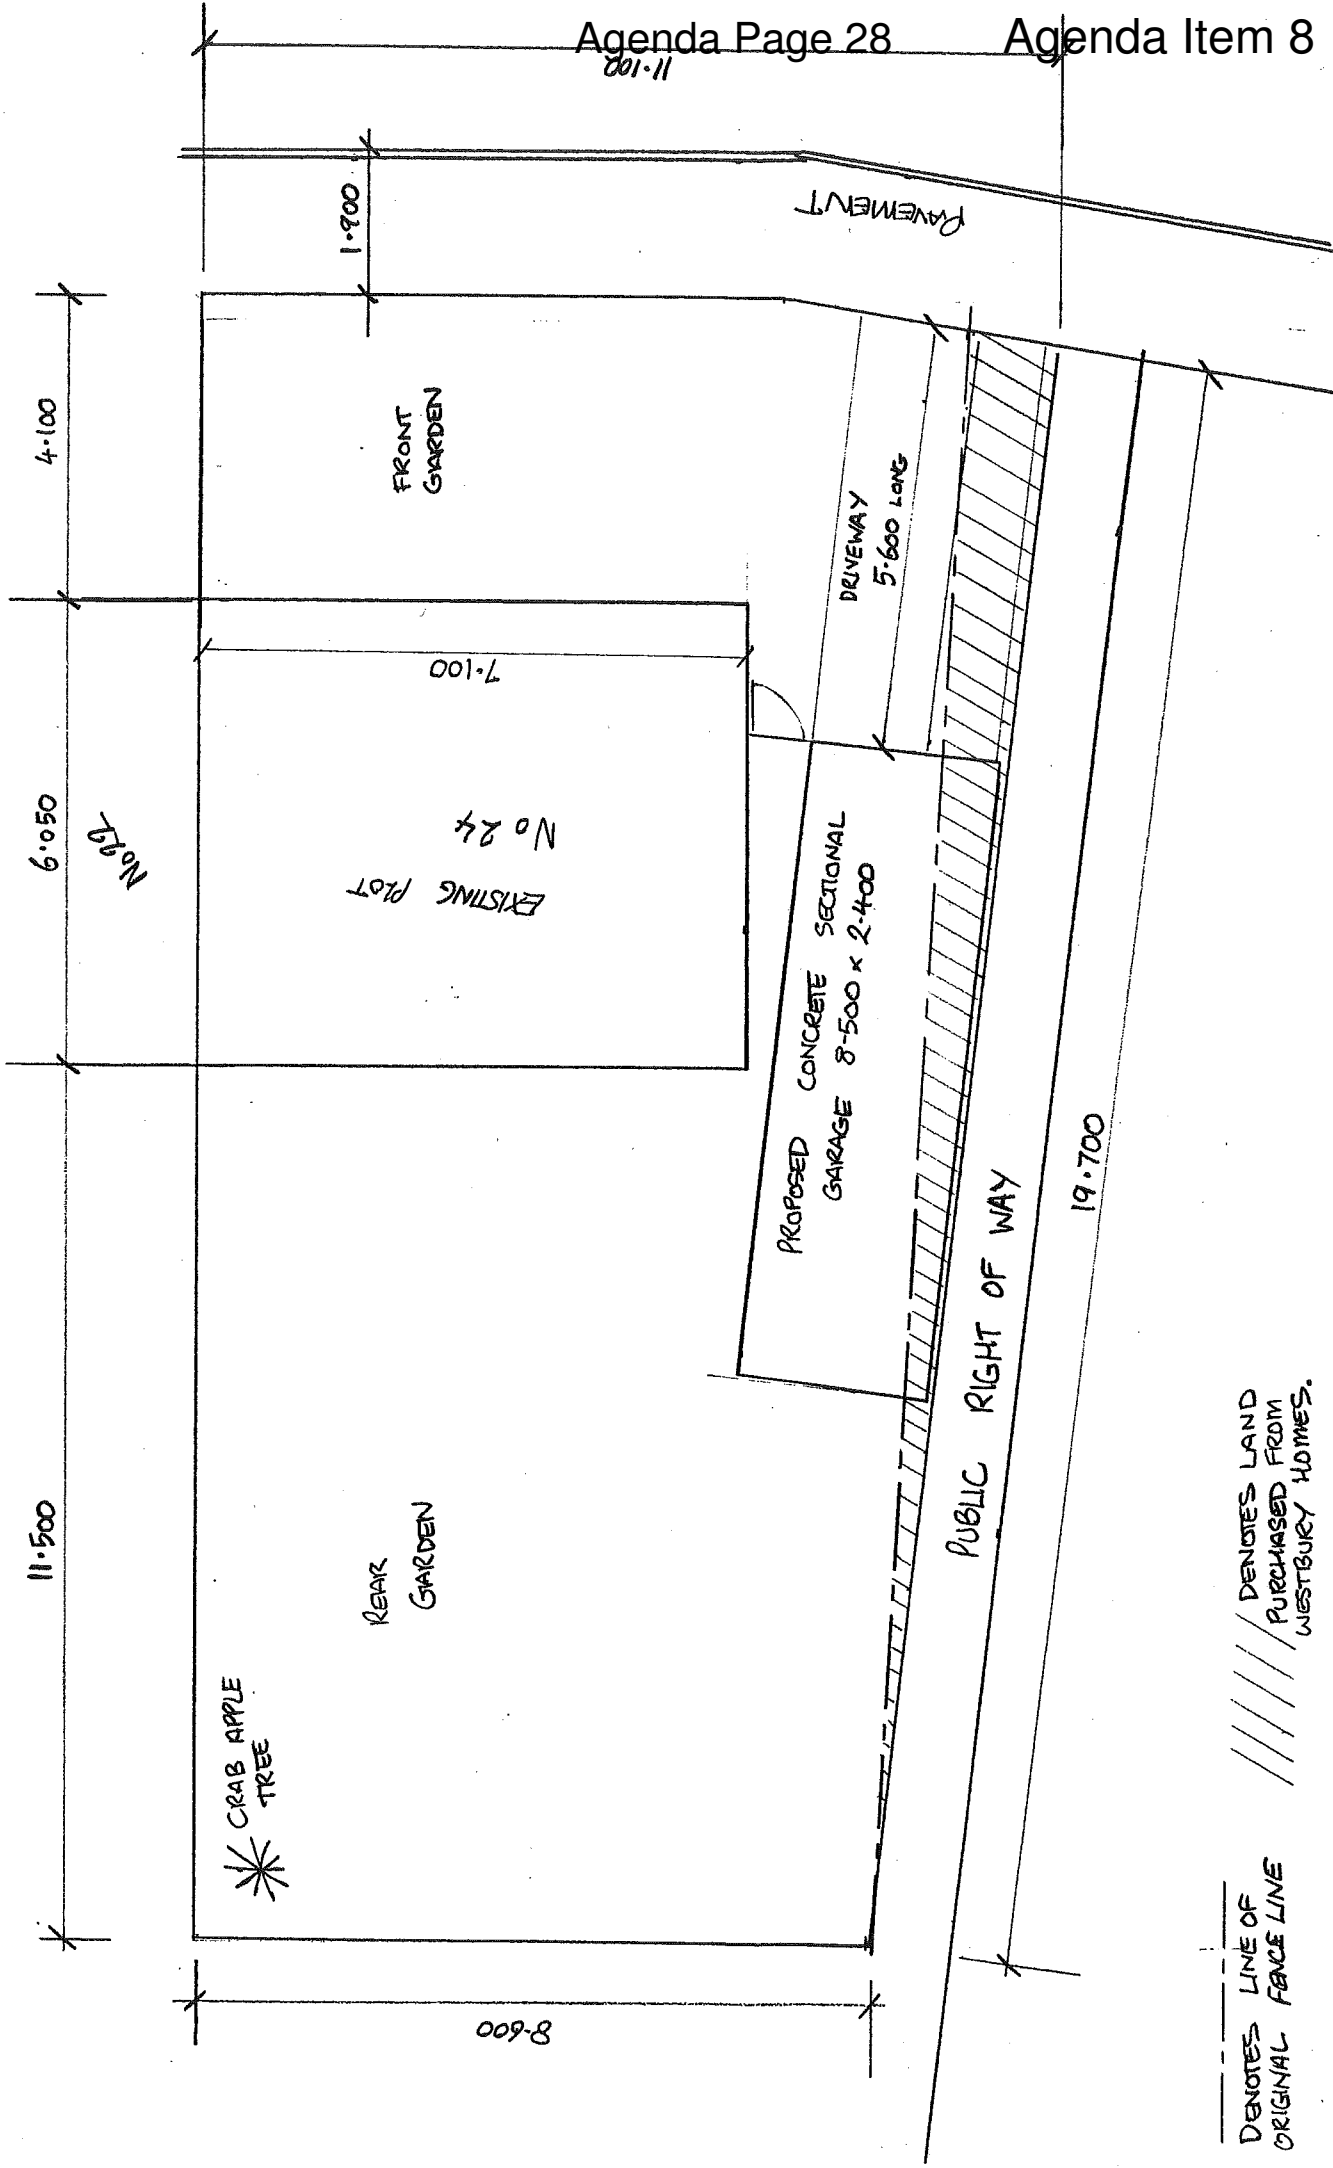 Agenda Page 28
Agenda Item 8
11·100
1·900
PAVEMENT
4·100
FRONT
GARDEN
DRIVEWAY
5·600 LONG
7·100
6·050
No 24
EXISTING PLOT
PROPOSED CONCRETE SECTIONAL
GARAGE 8·500 x 2·400
PUBLIC RIGHT OF WAY
19·700
11·500
REAR
GARDEN
CRAB APPLE
TREE
8·600
DENOTES LAND
PURCHASED FROM
WESTBURY HOMES.
DENOTES LINE OF
ORIGINAL FENCE LINE